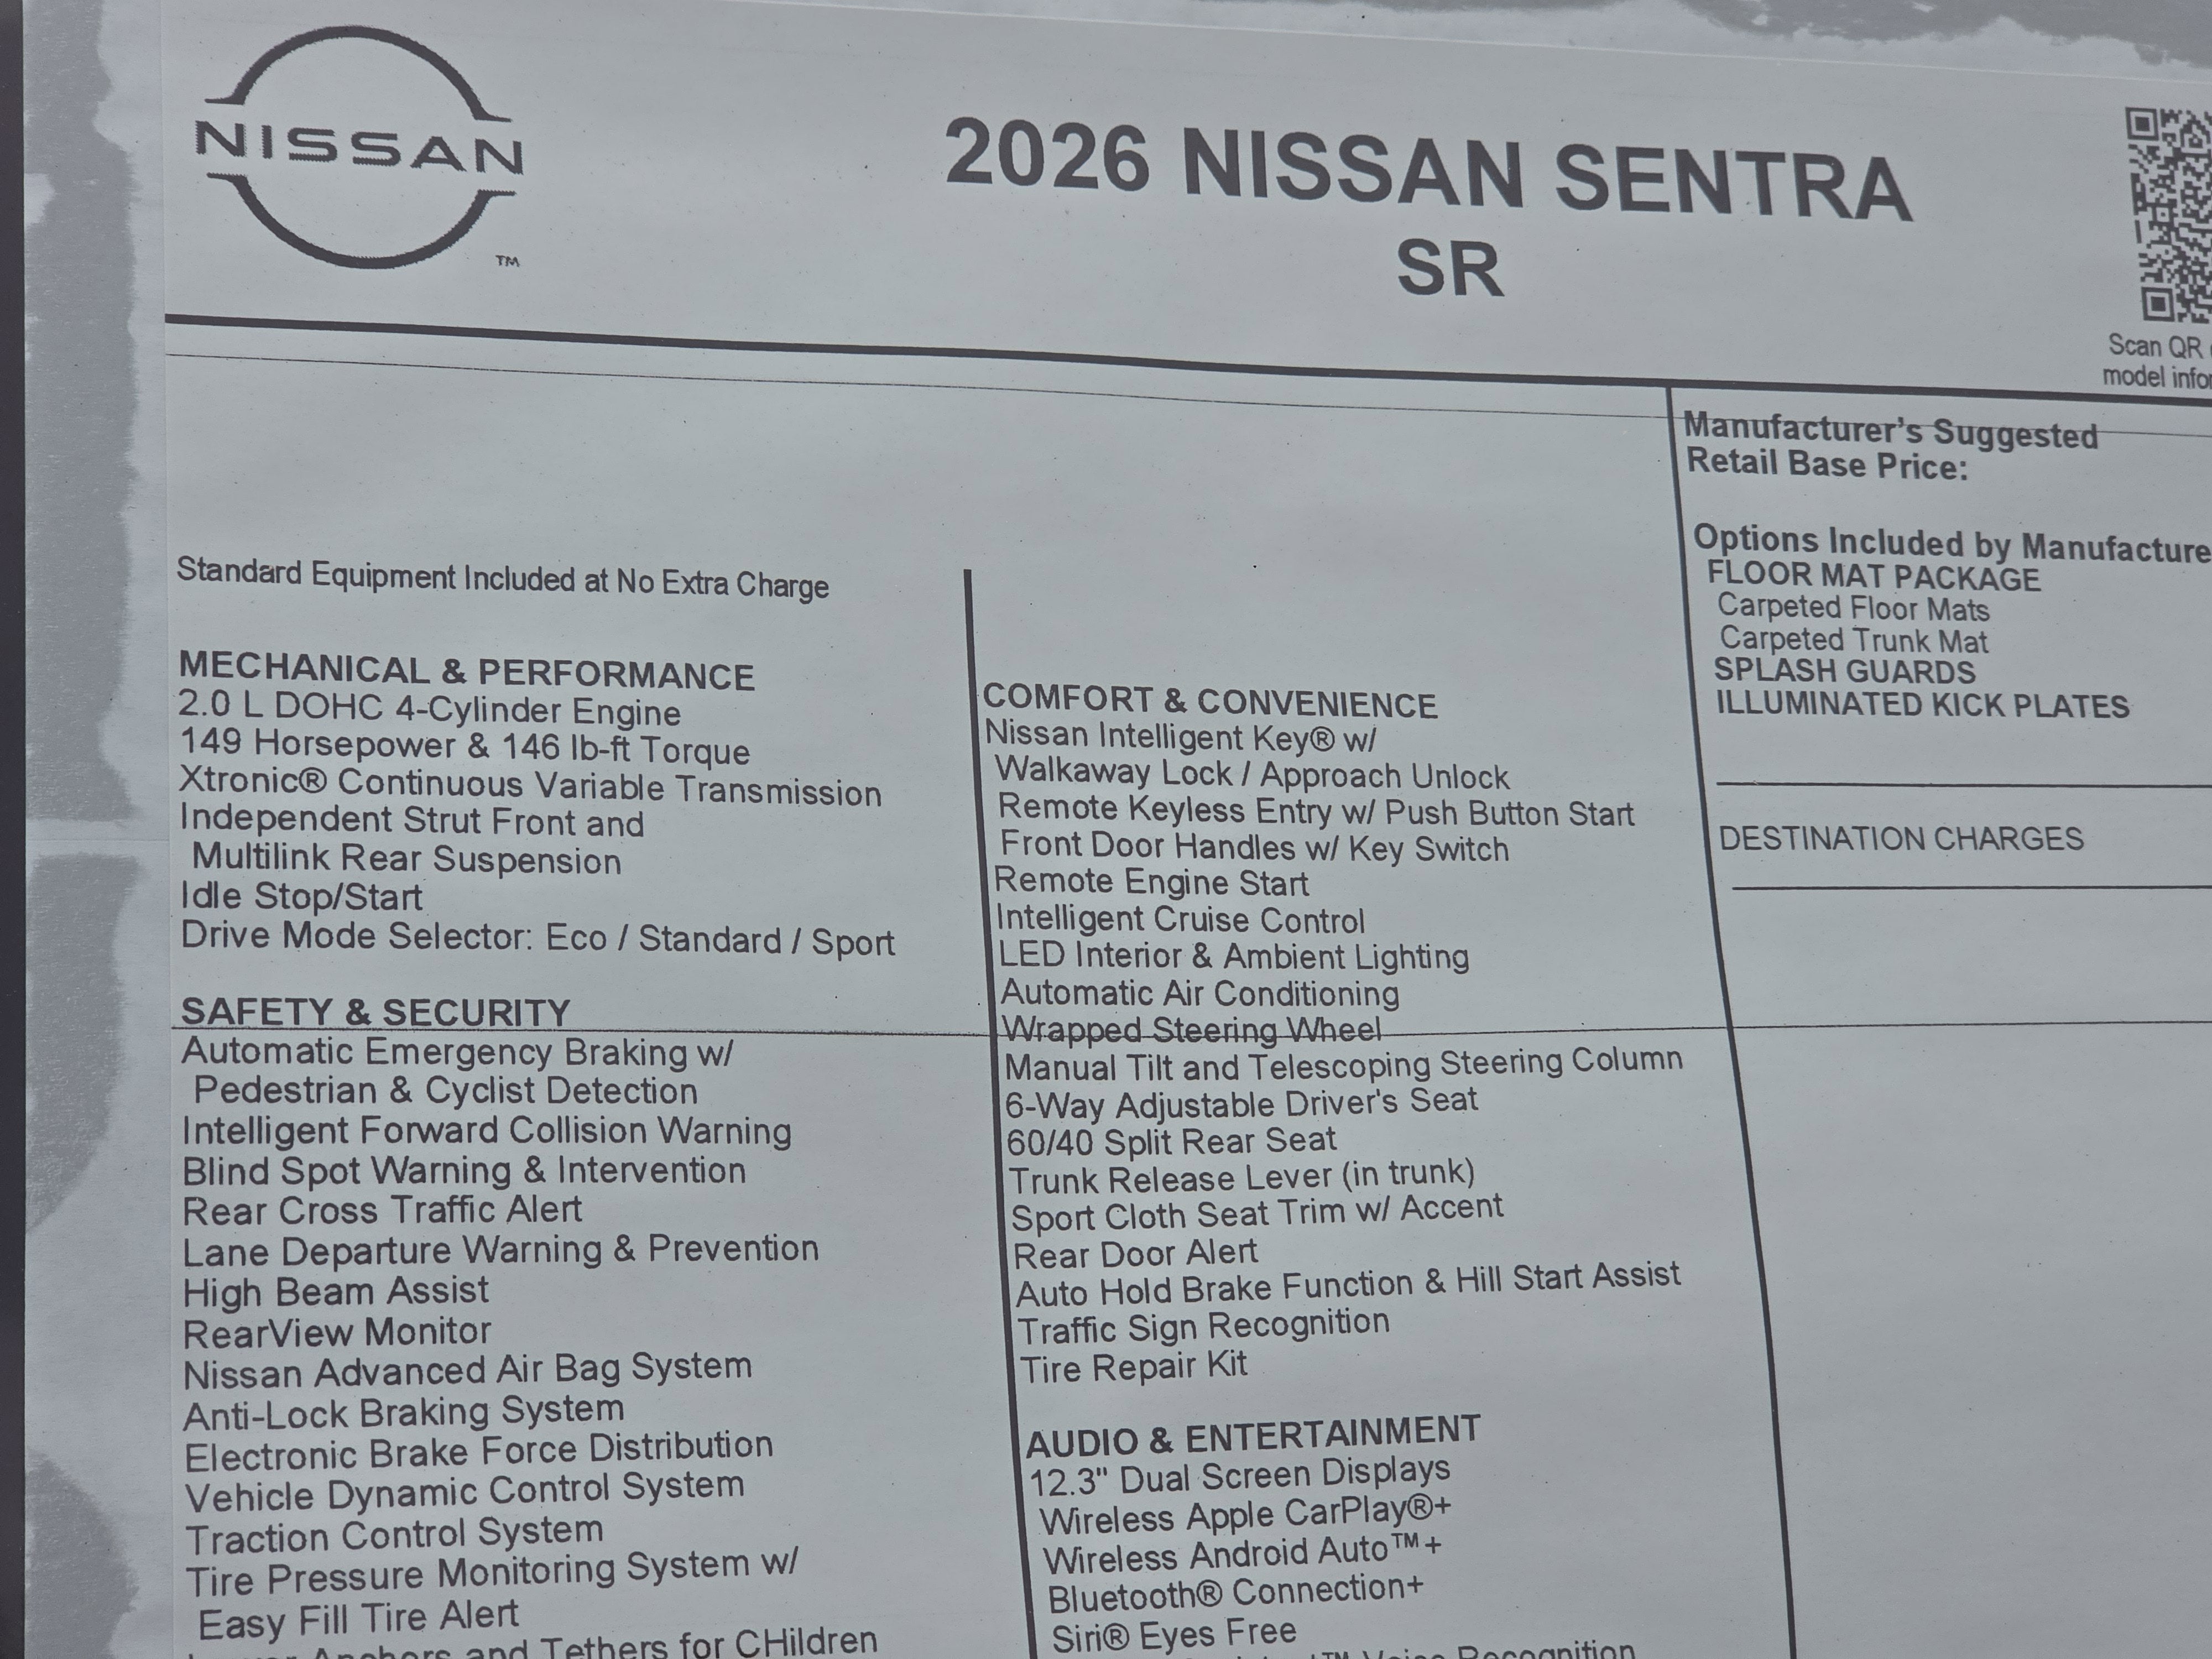 NISSAN
TM
2026 NISSAN SENTRA
SR
Scan QR
model infor
Standard Equipment Included at No Extra Charge
MECHANICAL & PERFORMANCE
2.0 L DOHC 4-Cylinder Engine
149 Horsepower & 146 lb-ft Torque
Xtronic® Continuous Variable Transmission
Independent Strut Front and
Multilink Rear Suspension
Idle Stop/Start
Drive Mode Selector: Eco / Standard / Sport
SAFETY & SECURITY
Automatic Emergency Braking w/
Pedestrian & Cyclist Detection
Intelligent Forward Collision Warning
Blind Spot Warning & Intervention
Rear Cross Traffic Alert
Lane Departure Warning & Prevention
High Beam Assist
RearView Monitor
Nissan Advanced Air Bag System
Anti-Lock Braking System
Electronic Brake Force Distribution
Vehicle Dynamic Control System
Traction Control System
Tire Pressure Monitoring System w/
Easy Fill Tire Alert
Anchors and Tethers for CHildren
COMFORT & CONVENIENCE
Nissan Intelligent Key® w/
Walkaway Lock / Approach Unlock
Remote Keyless Entry w/ Push Button Start
Front Door Handles w/ Key Switch
Remote Engine Start
Intelligent Cruise Control
LED Interior & Ambient Lighting
Automatic Air Conditioning
Wrapped Steering Wheel
Manual Tilt and Telescoping Steering Column
6-Way Adjustable Driver's Seat
60/40 Split Rear Seat
Trunk Release Lever (in trunk)
Sport Cloth Seat Trim w/ Accent
Rear Door Alert
Auto Hold Brake Function & Hill Start Assist
Traffic Sign Recognition
Tire Repair Kit
AUDIO & ENTERTAINMENT
12.3" Dual Screen Displays
Wireless Apple CarPlay®+
Wireless Android Auto™+
Bluetooth® Connection+
Siri® Eyes Free
Voice Recognition
Manufacturer's Suggested
Retail Base Price:
Options Included by Manufacture
FLOOR MAT PACKAGE
Carpeted Floor Mats
Carpeted Trunk Mat
SPLASH GUARDS
ILLUMINATED KICK PLATES
DESTINATION CHARGES